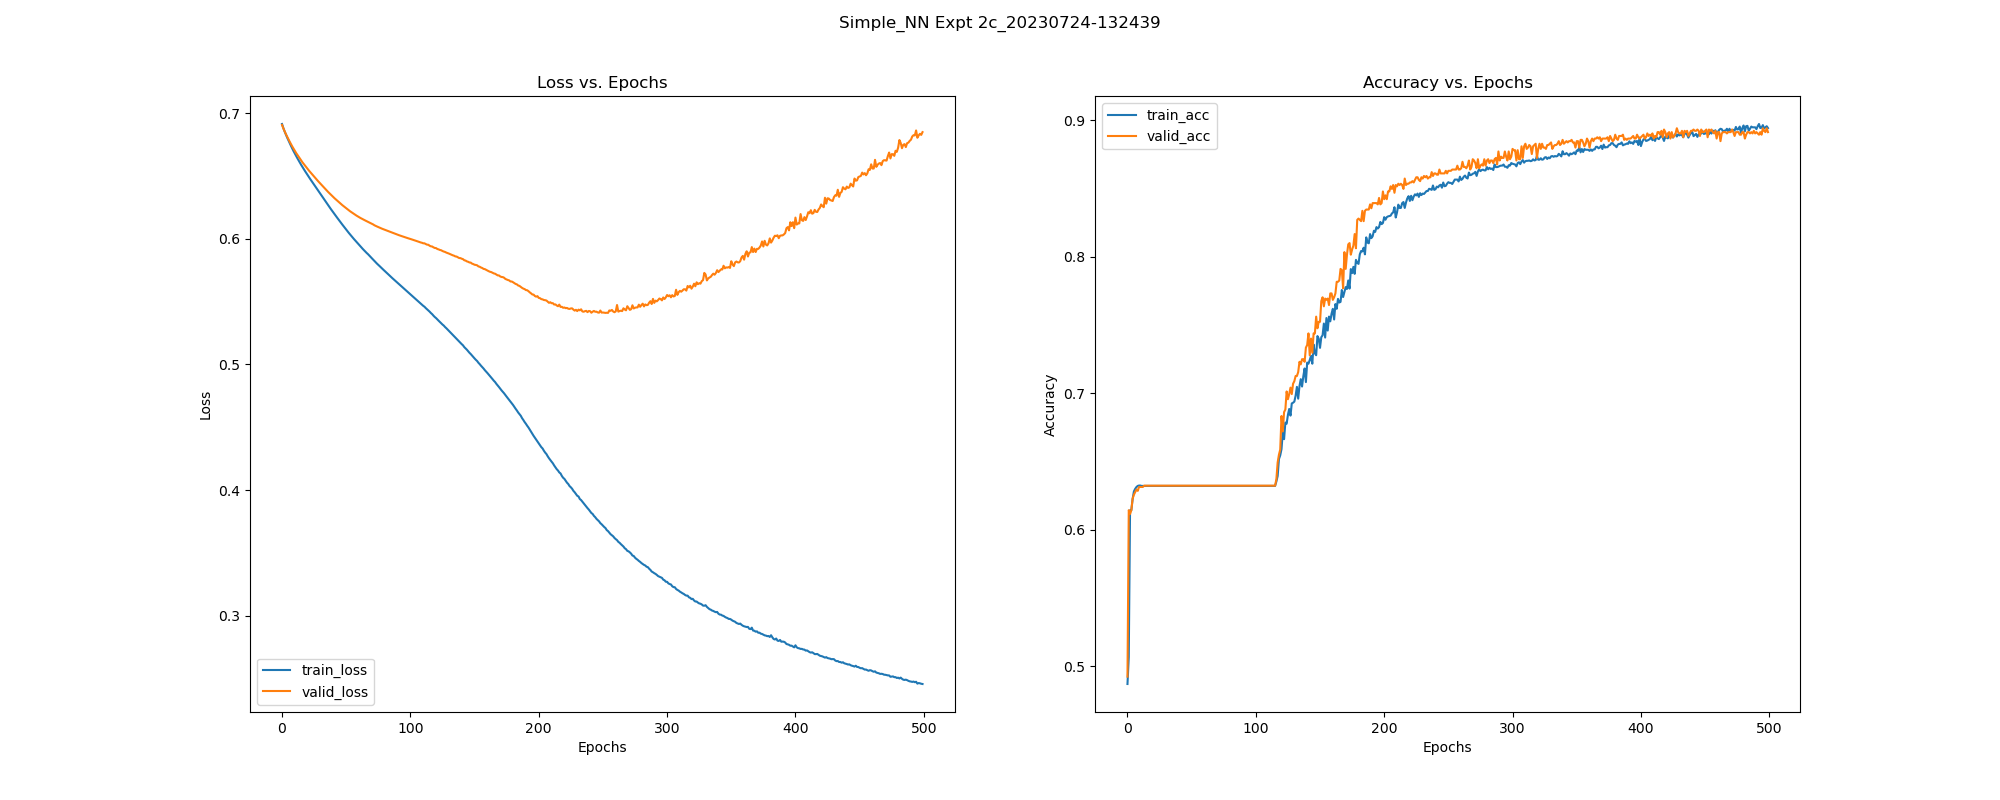 Simple_NN Expt 2c_20230724-132439
Loss vs. Epochs
0.7
0.6
0.5
0.4
0.3
Loss
train_loss
valid_loss
0 100 200 300 400 500
Epochs
Accuracy vs. Epochs
train_acc
valid_acc
0.9
0.8
0.7
0.6
0.5
Accuracy
0 100 200 300 400 500
Epochs